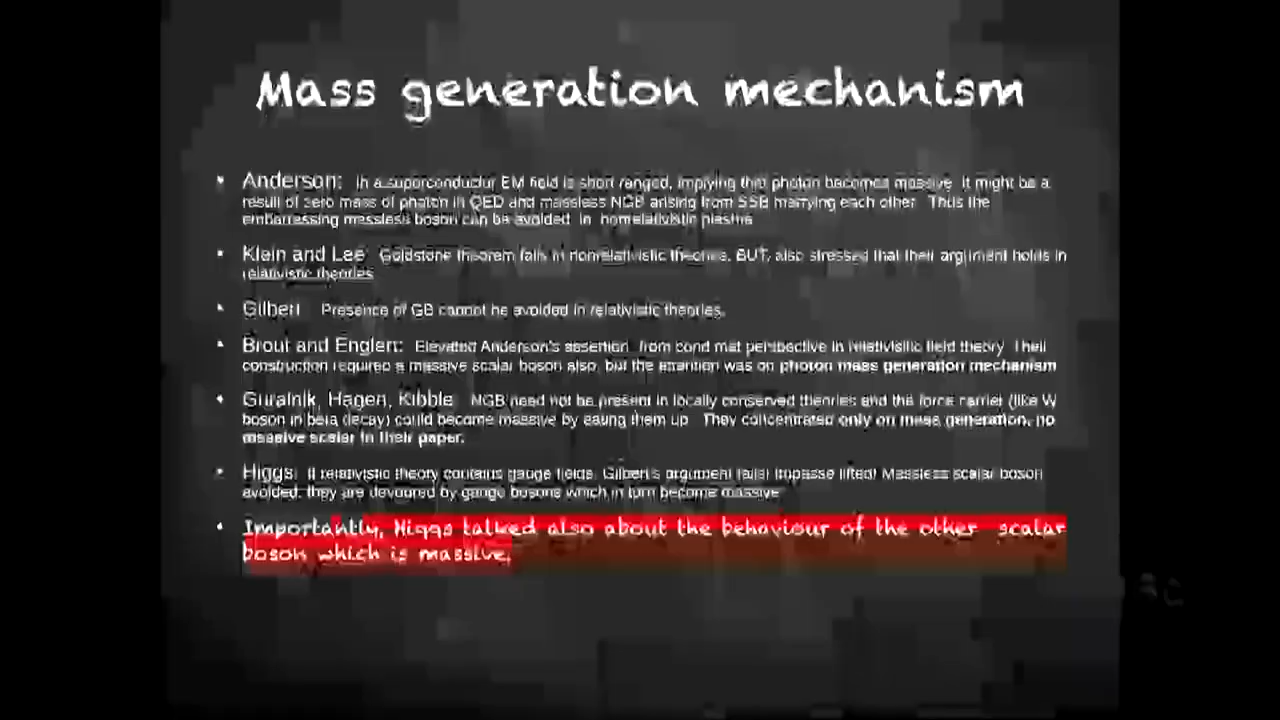 Mass generation mechanism
• Anderson: In a superconductor EM field is short ranged, implying that photon becomes massive. It might be a
result of zero mass of photon in QED and massless NGB arising from SSB marrying each other. Thus the
embarrassing massless boson can be avoided in nonrelativistic plasma
• Klein and Lee Goldstone theorem fails in nonrelativistic theories, BUT, also stressed that their argument holds in
relativistic theories
• Gilbert Presence of GB cannot be avoided in relativistic theories.
• Brout and Englert: Elevated Anderson's assertion from cond mat perspective in relativistic field theory. Their
construction required a massive scalar boson also, but the attention was on photon mass generation mechanism
• Guralnik, Hagen, Kibble NGB need not be present in locally conserved theories and the force carrier (like W
boson in beta decay) could become massive by eating them up. They concentrated only on mass generation, no
massive scalar in their paper.
• Higgs: If relativistic theory contains gauge fields, Gilbert's argument fails! Impasse lifted! Massless scalar boson
avoided, they are devoured by gauge bosons which in turn become massive
• Importantly, Higgs talked also about the behaviour of the other scalar
boson which is massive.